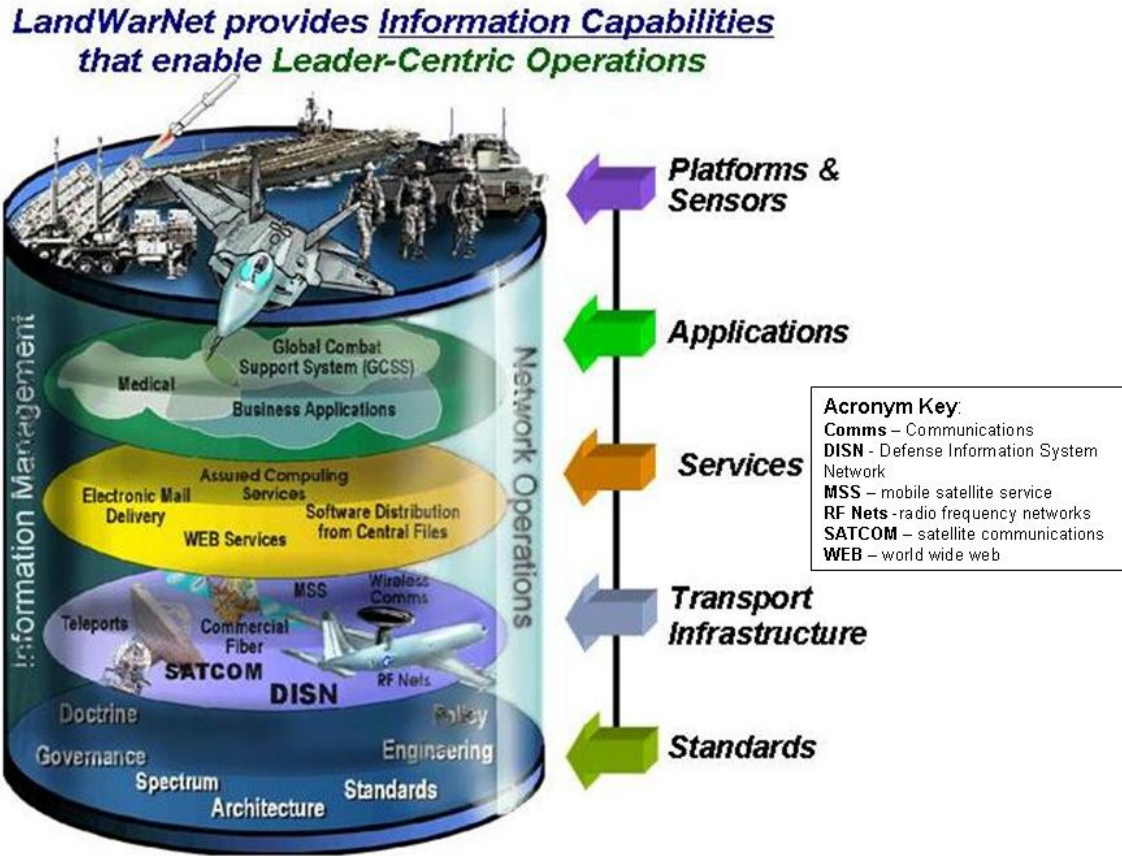 LandWarNet provides Information Capabilities
that enable Leader-Centric Operations
Platforms &
Sensors
Applications
Services
Transport
Infrastructure
Standards
Information Management
Network Operations
Global Combat
Support System (GCSS)
Medical
Business Applications
Assured Computing
Services
Electronic Mail
Delivery
Software Distribution
from Central Files
WEB Services
MSS
Wireless
Comms
Teleports
Commercial
Fiber
SATCOM
RF Nets
DISN
Doctrine
Policy
Governance
Engineering
Spectrum
Standards
Architecture
Acronym Key:
Comms – Communications
DISN - Defense Information System
Network
MSS – mobile satellite service
RF Nets -radio frequency networks
SATCOM – satellite communications
WEB – world wide web